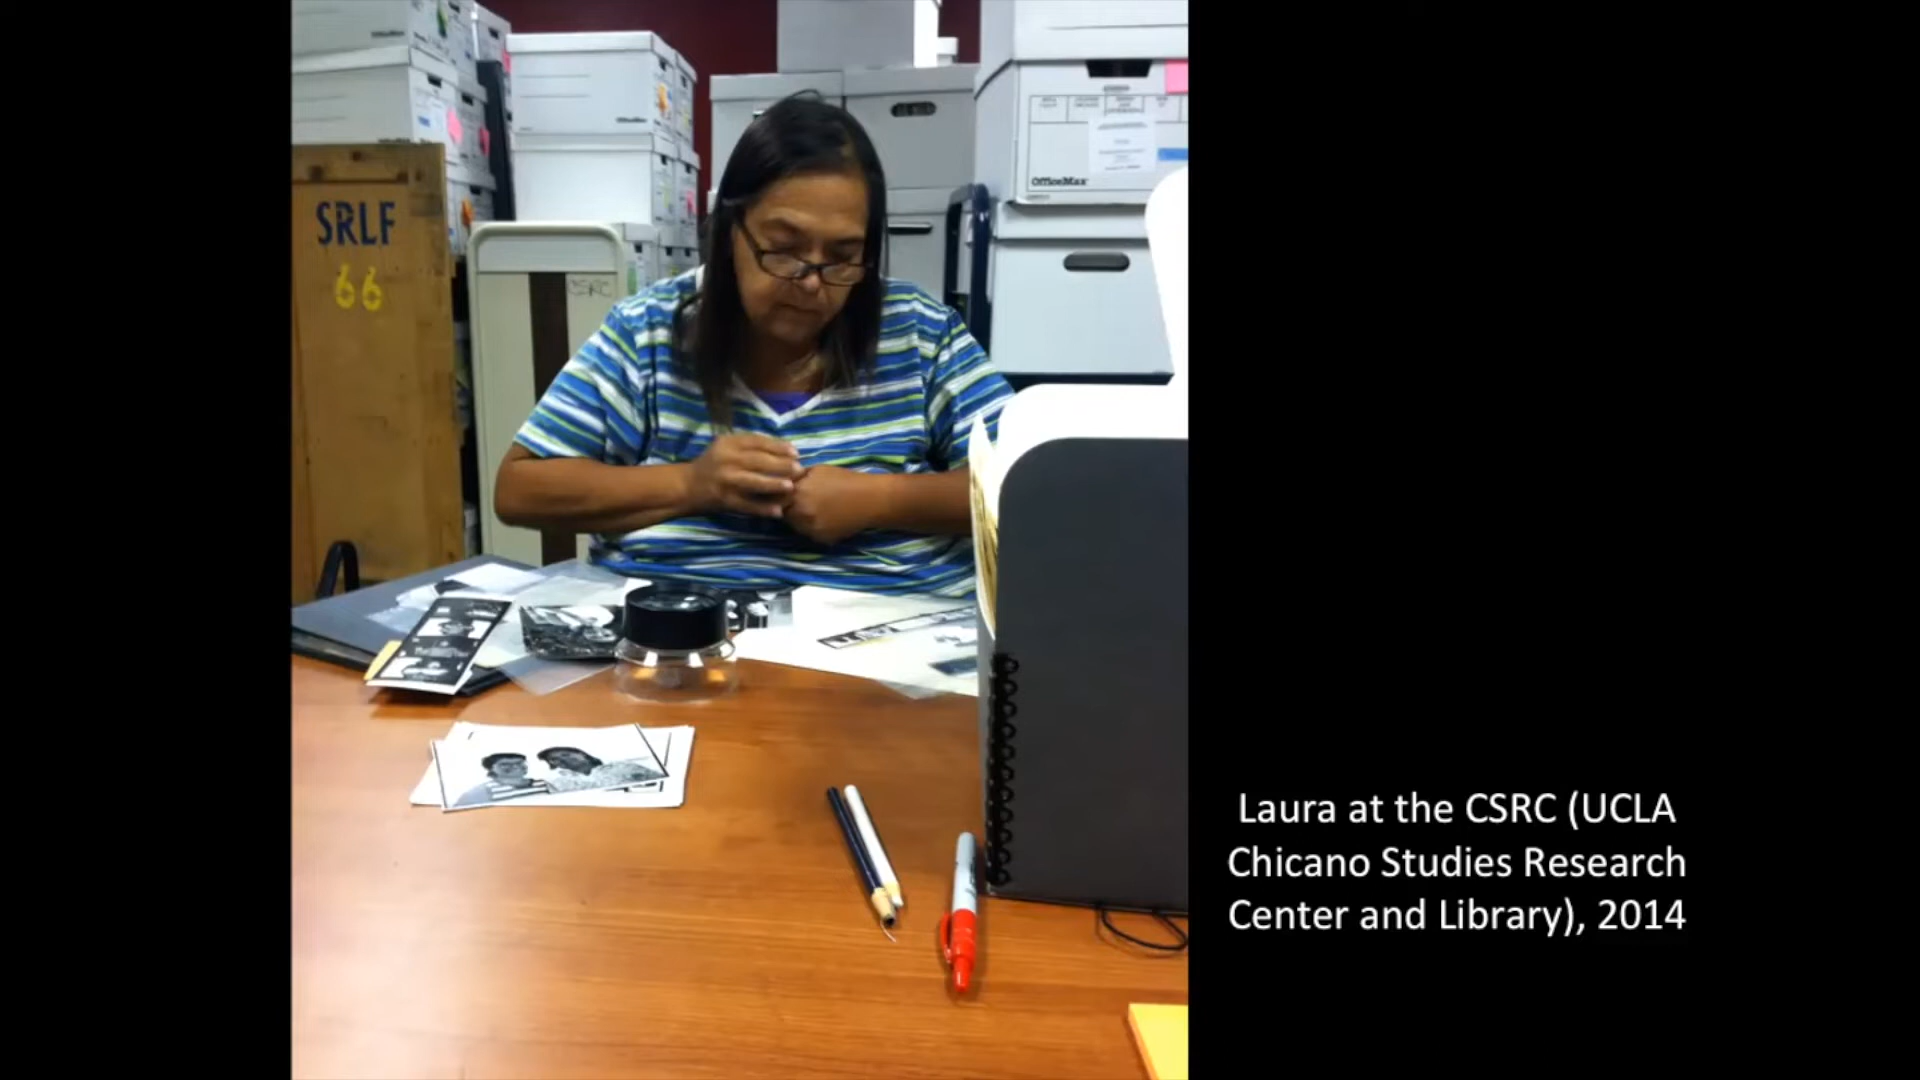 SRLF
66
CSRC
OfficeMax
Laura at the CSRC (UCLA
Chicano Studies Research
Center and Library), 2014